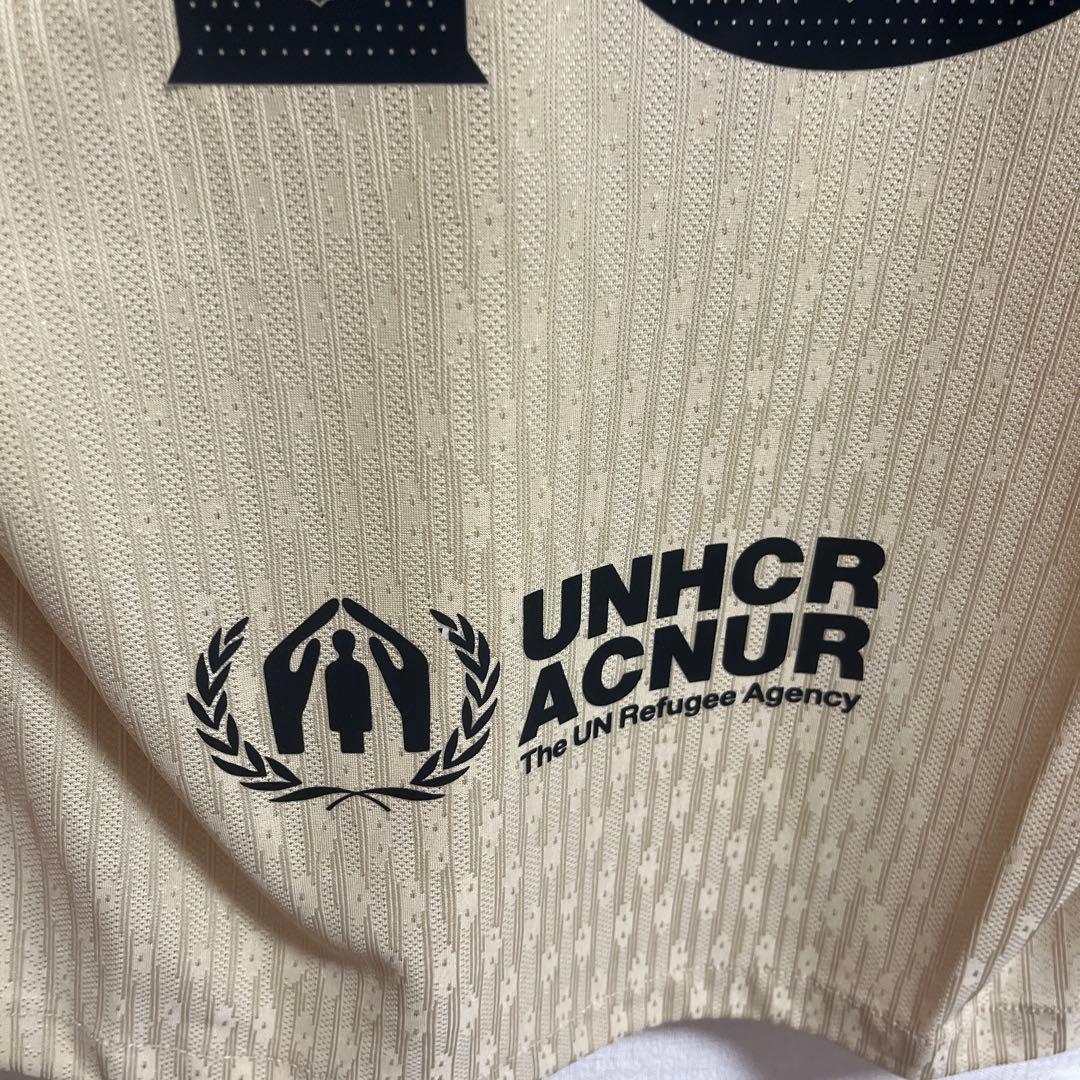 UNHCR
ACNUR
The UN Refugee Agency